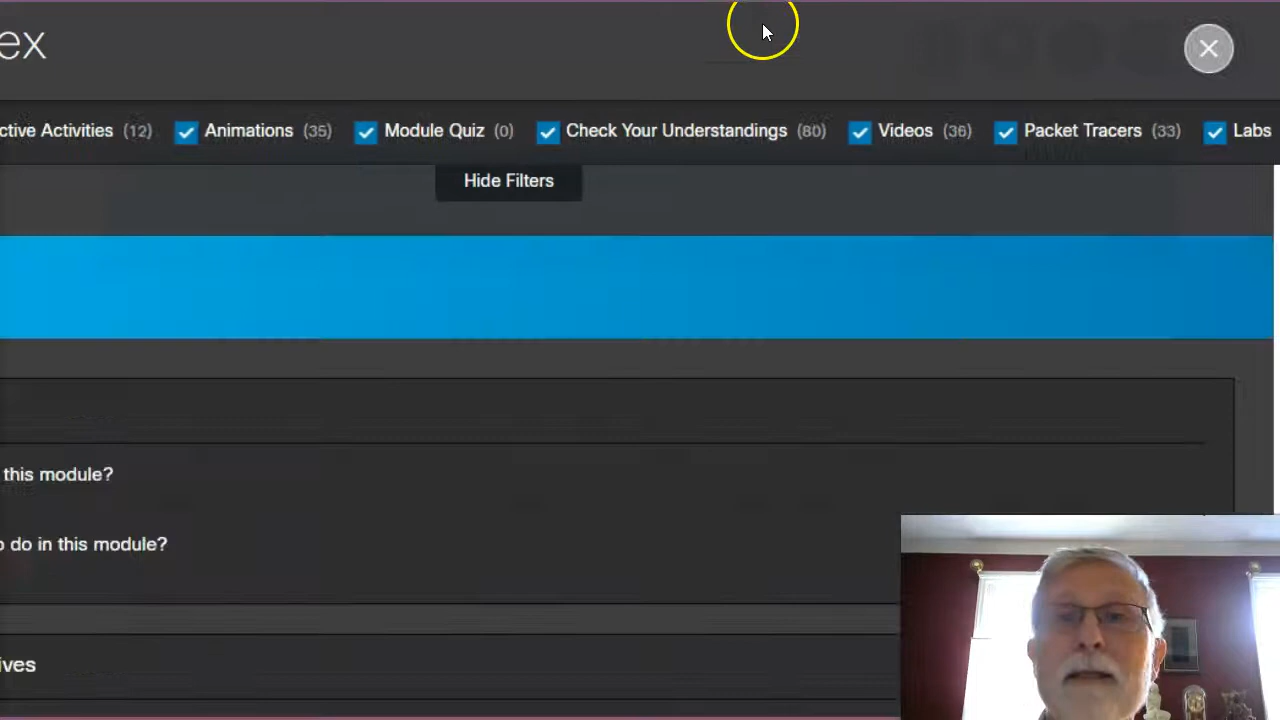 ex
ctive Activities (12) Animations (35) Module Quiz (0) Check Your Understandings (80) Videos (36) Packet Tracers (33) Labs
Hide Filters
this module?
o do in this module?
ives